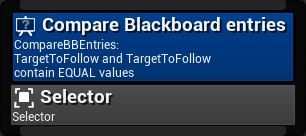 Compare Blackboard entries
CompareBBEntries:
TargetToFollow and TargetToFollow
contain EQUAL values
Selector
Selector